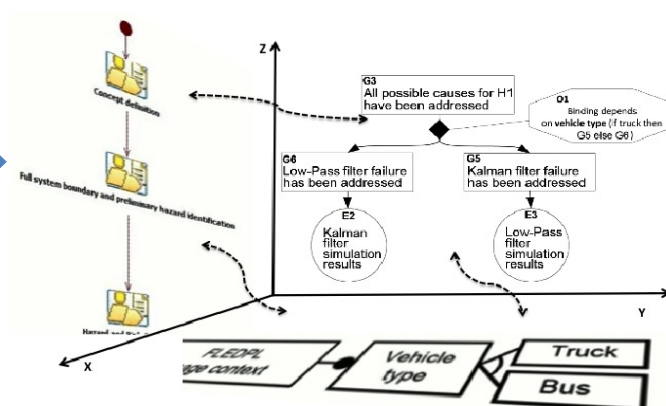 Z
G3
All possible causes for H1
have been addressed
O1
Binding depends
on vehicle type (if truck then
G5 else G6)
G6
Low-Pass filter failure
has been addressed
G5
Kalman filter failure
has been addressed
E2
Kalman
filter
simulation
results
E3
Low-Pass
filter
simulation
results
Concept definition
Full system boundary and preliminary hazard identification
Hazard and
X
Y
FLEDPL
context
Vehicle
type
Truck
Bus